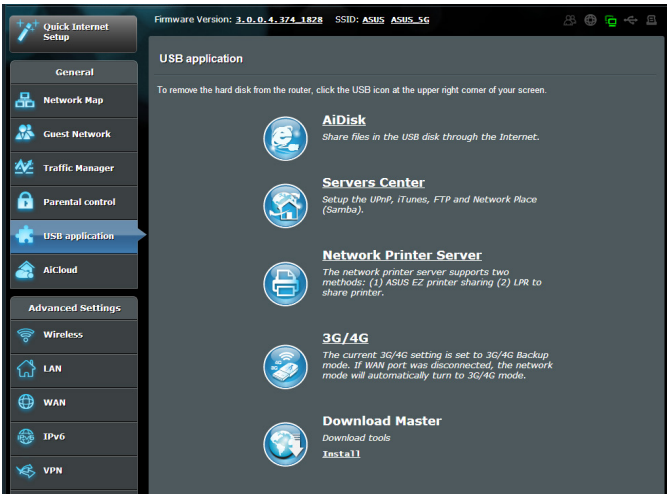 Quick Internet
Setup
Firmware Version: 3.0.0.4.374_1828 SSID: ASUS ASUS_5G
General
Network Map
Guest Network
Traffic Manager
Parental control
USB application
AiCloud
Advanced Settings
Wireless
LAN
WAN
IPv6
IPv6
VPN
USB application
To remove the hard disk from the router, click the USB icon at the upper right corner of your screen.
AiDisk
Share files in the USB disk through the Internet.
Servers Center
Setup the UPnP, iTunes, FTP and Network Place
(Samba).
Network Printer Server
The network printer server supports two
methods: (1) ASUS EZ printer sharing (2) LPR to
share printer.
3G/4G
3G
4G
The current 3G/4G setting is set to 3G/4G Backup
mode. If WAN port was disconnected, the network
mode will automatically turn to 3G/4G mode.
Download Master
Download tools
Install